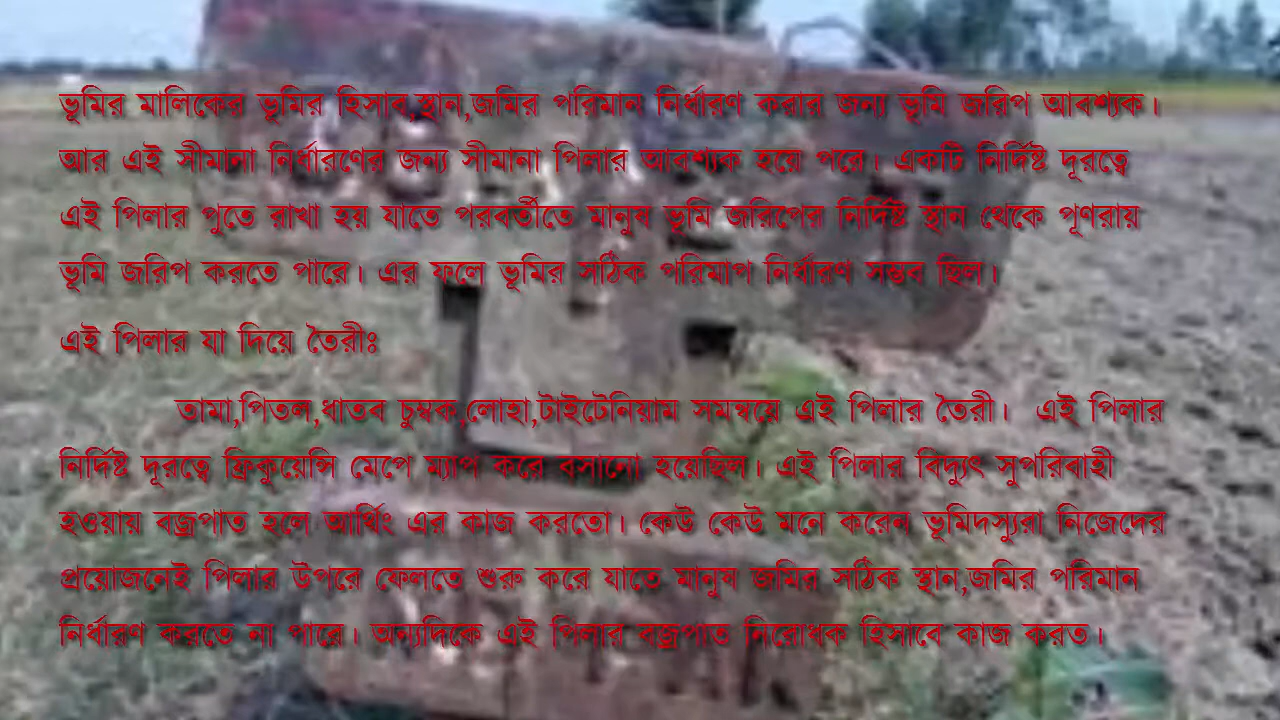 ভূমির মালিকের ভূমির হিসাব,স্থান,জমির পরিমান নির্ধারণ করার জন্য ভূমি জরিপ আবশ্যক।
আর এই সীমানা নির্ধারণের জন্য সীমানা পিলার আবশ্যক হয়ে পরে। একটি নির্দিষ্ট দূরত্বে
এই পিলার পুতে রাখা হয় যাতে পরবর্তীতে মানুষ ভূমি জরিপের নির্দিষ্ট স্থান থেকে পূণরায়
ভূমি জরিপ করতে পারে। এর ফলে ভূমির সঠিক পরিমাপ নির্ধারণ সম্ভব ছিল।
এই পিলার যা দিয়ে তৈরীঃ
তামা,পিতল,ধাতব চুম্বক,লোহা,টাইটেনিয়াম সমন্বয়ে এই পিলার তৈরী। এই পিলার
নির্দিষ্ট দূরত্বে ফ্রিকুয়েন্সি মেপে ম্যাপ করে বসানো হয়েছিল। এই পিলার বিদ্যুৎ সুপরিবাহী
হওয়ায় বজ্রপাত হলে আর্থিং এর কাজ করতো। কেউ কেউ মনে করেন ভূমিদস্যুরা নিজেদের
প্রয়োজনেই পিলার উপরে ফেলতে শুরু করে যাতে মানুষ জমির সঠিক স্থান,জমির পরিমান
নির্ধারণ করতে না পারে। অন্যদিকে এই পিলার বজ্রপাত নিরোধক হিসাবে কাজ করত।